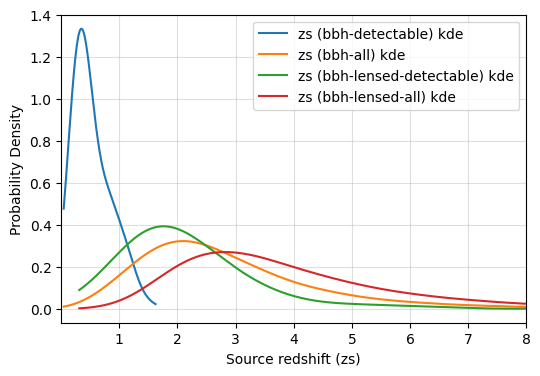 zs (bbh-detectable) kde
zs (bbh-all) kde
zs (bbh-lensed-detectable) kde
zs (bbh-lensed-all) kde
Probability Density
1.4
1.2
1.0
0.8
0.6
0.4
0.2
0.0
1 2 3 4 5 6 7 8
Source redshift (zs)